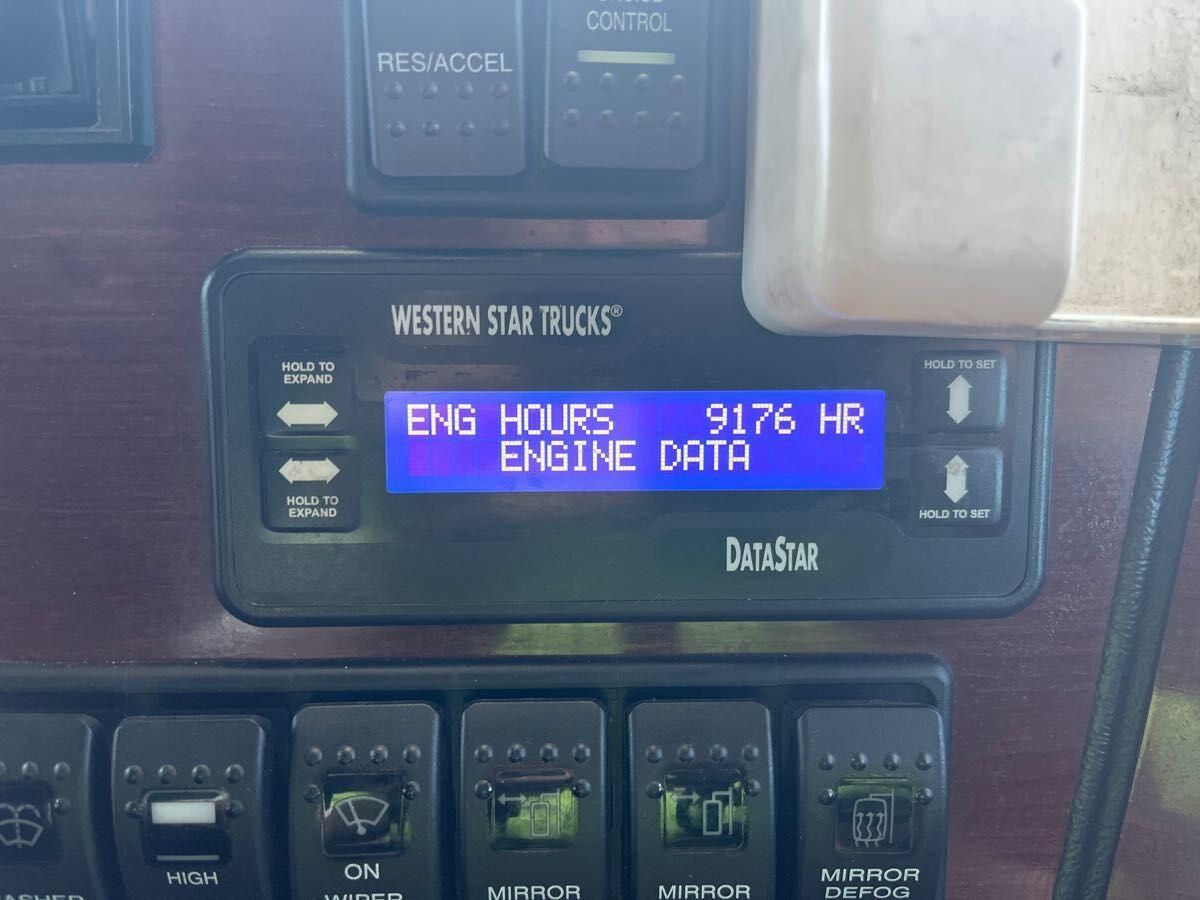 CONTROL
RES/ACCEL
WESTERN STAR TRUCKS®
HOLD TO
EXPAND
HOLD TO SET
ENG HOURS 9176 HR
ENGINE DATA
HOLD TO
EXPAND
HOLD TO SET
DATASTAR
HIGH
ON
WIPER
MIRROR
MIRROR
MIRROR
DEFOG